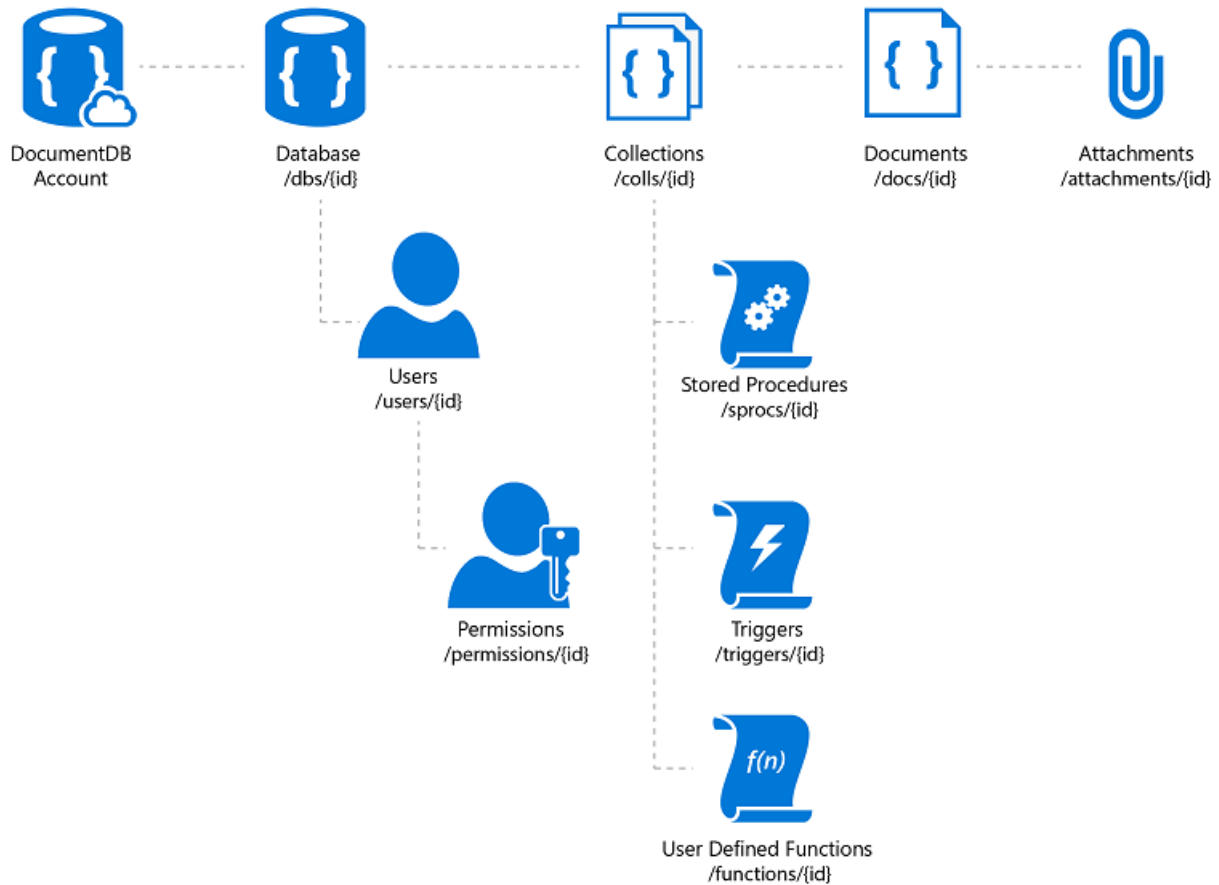 DocumentDB
Account
Database
/dbs/{id}
Collections
/colls/{id}
Documents
/docs/{id}
Attachments
/attachments/{id}
Users
/users/{id}
Stored Procedures
/sprocs/{id}
Permissions
/permissions/{id}
Triggers
/triggers/{id}
f(n)
User Defined Functions
/functions/{id}